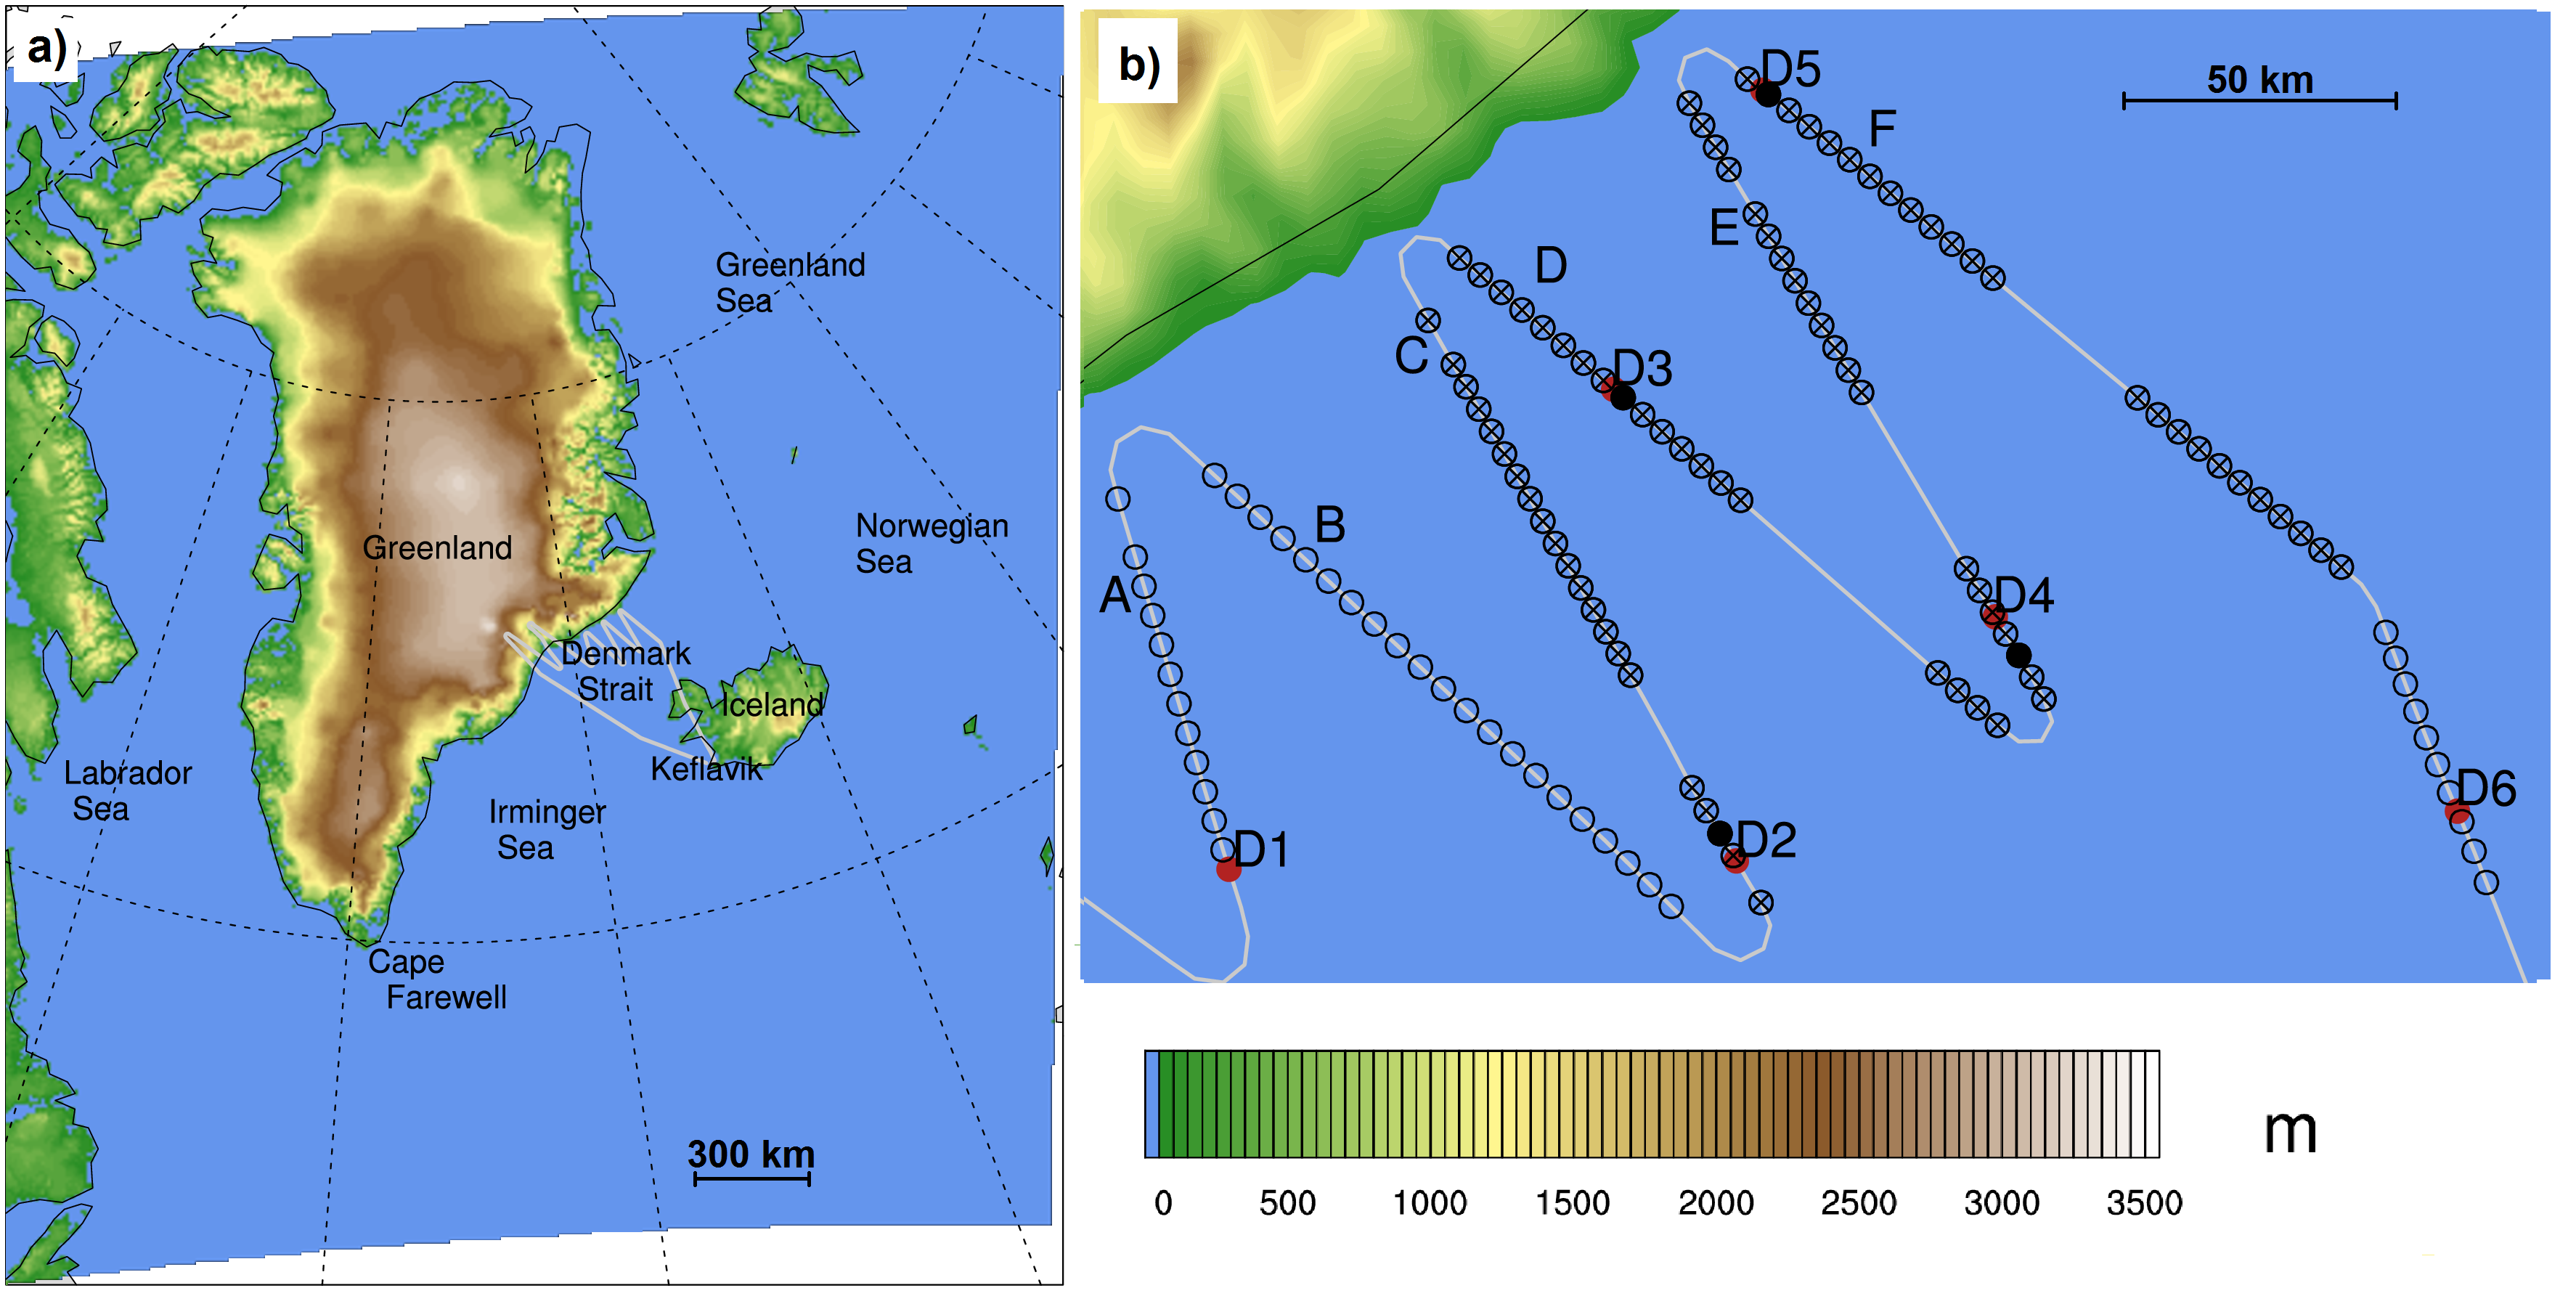 a)
Greenland
Sea
Norwegian
Sea
Greenland
Denmark
Strait
Iceland
Keflavik
Labrador
Sea
Irminger
Sea
Cape
Farewell
300 km
b)
D5
50 km
F
E
D
D3
C
B
A
D4
D6
D2
D1
m
0 500 1000 1500 2000 2500 3000 3500